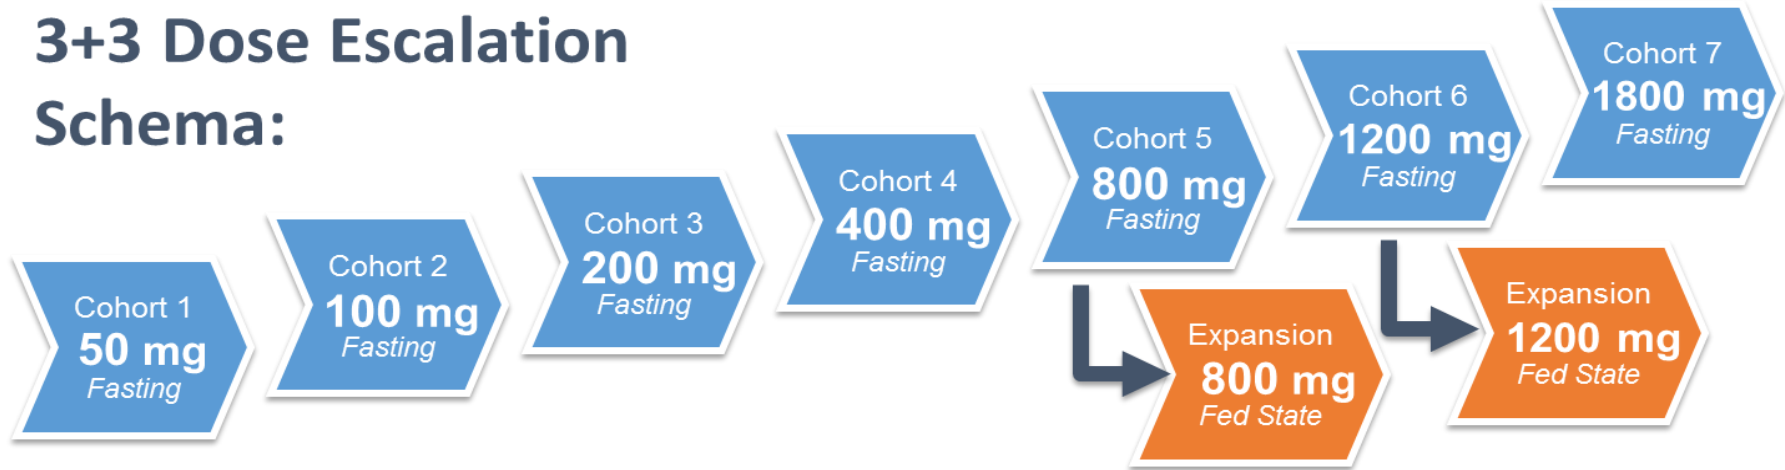 3+3 Dose Escalation
Schema:
Cohort 1
50 mg
Fasting
Cohort 2
100 mg
Fasting
Cohort 3
200 mg
Fasting
Cohort 4
400 mg
Fasting
Cohort 5
800 mg
Fasting
Cohort 6
1200 mg
Fasting
Cohort 7
1800 mg
Fasting
Expansion
800 mg
Fed State
Expansion
1200 mg
Fed State